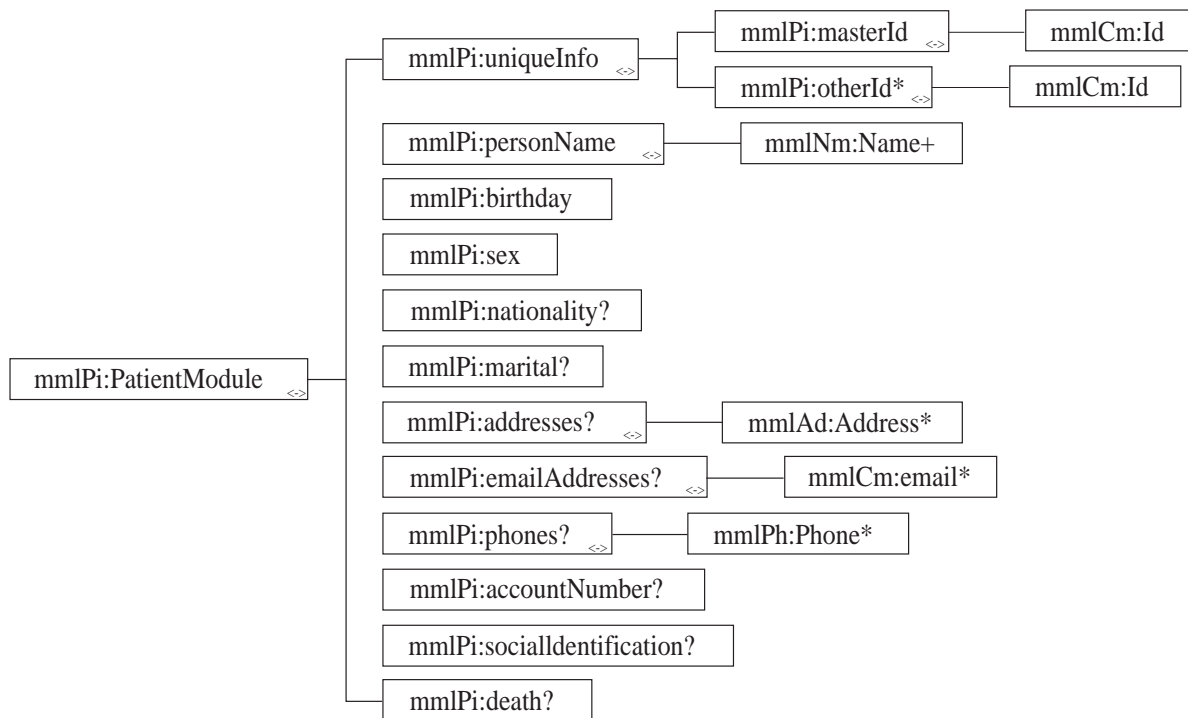 mmlPi:masterId
<->
mmlCm:Id
mmlPi:uniqueInfo
<->
mmlPi:otherId*
<->
mmlCm:Id
mmlPi:personName
<->
mmlNm:Name+
mmlPi:birthday
mmlPi:sex
mmlPi:nationality?
mmlPi:PatientModule
<->
mmlPi:marital?
mmlPi:addresses?
<->
mmlAd:Address*
mmlPi:emailAddresses?
<->
mmlCm:email*
mmlPi:phones?
<->
mmlPh:Phone*
mmlPi:accountNumber?
mmlPi:socialIdentification?
mmlPi:death?